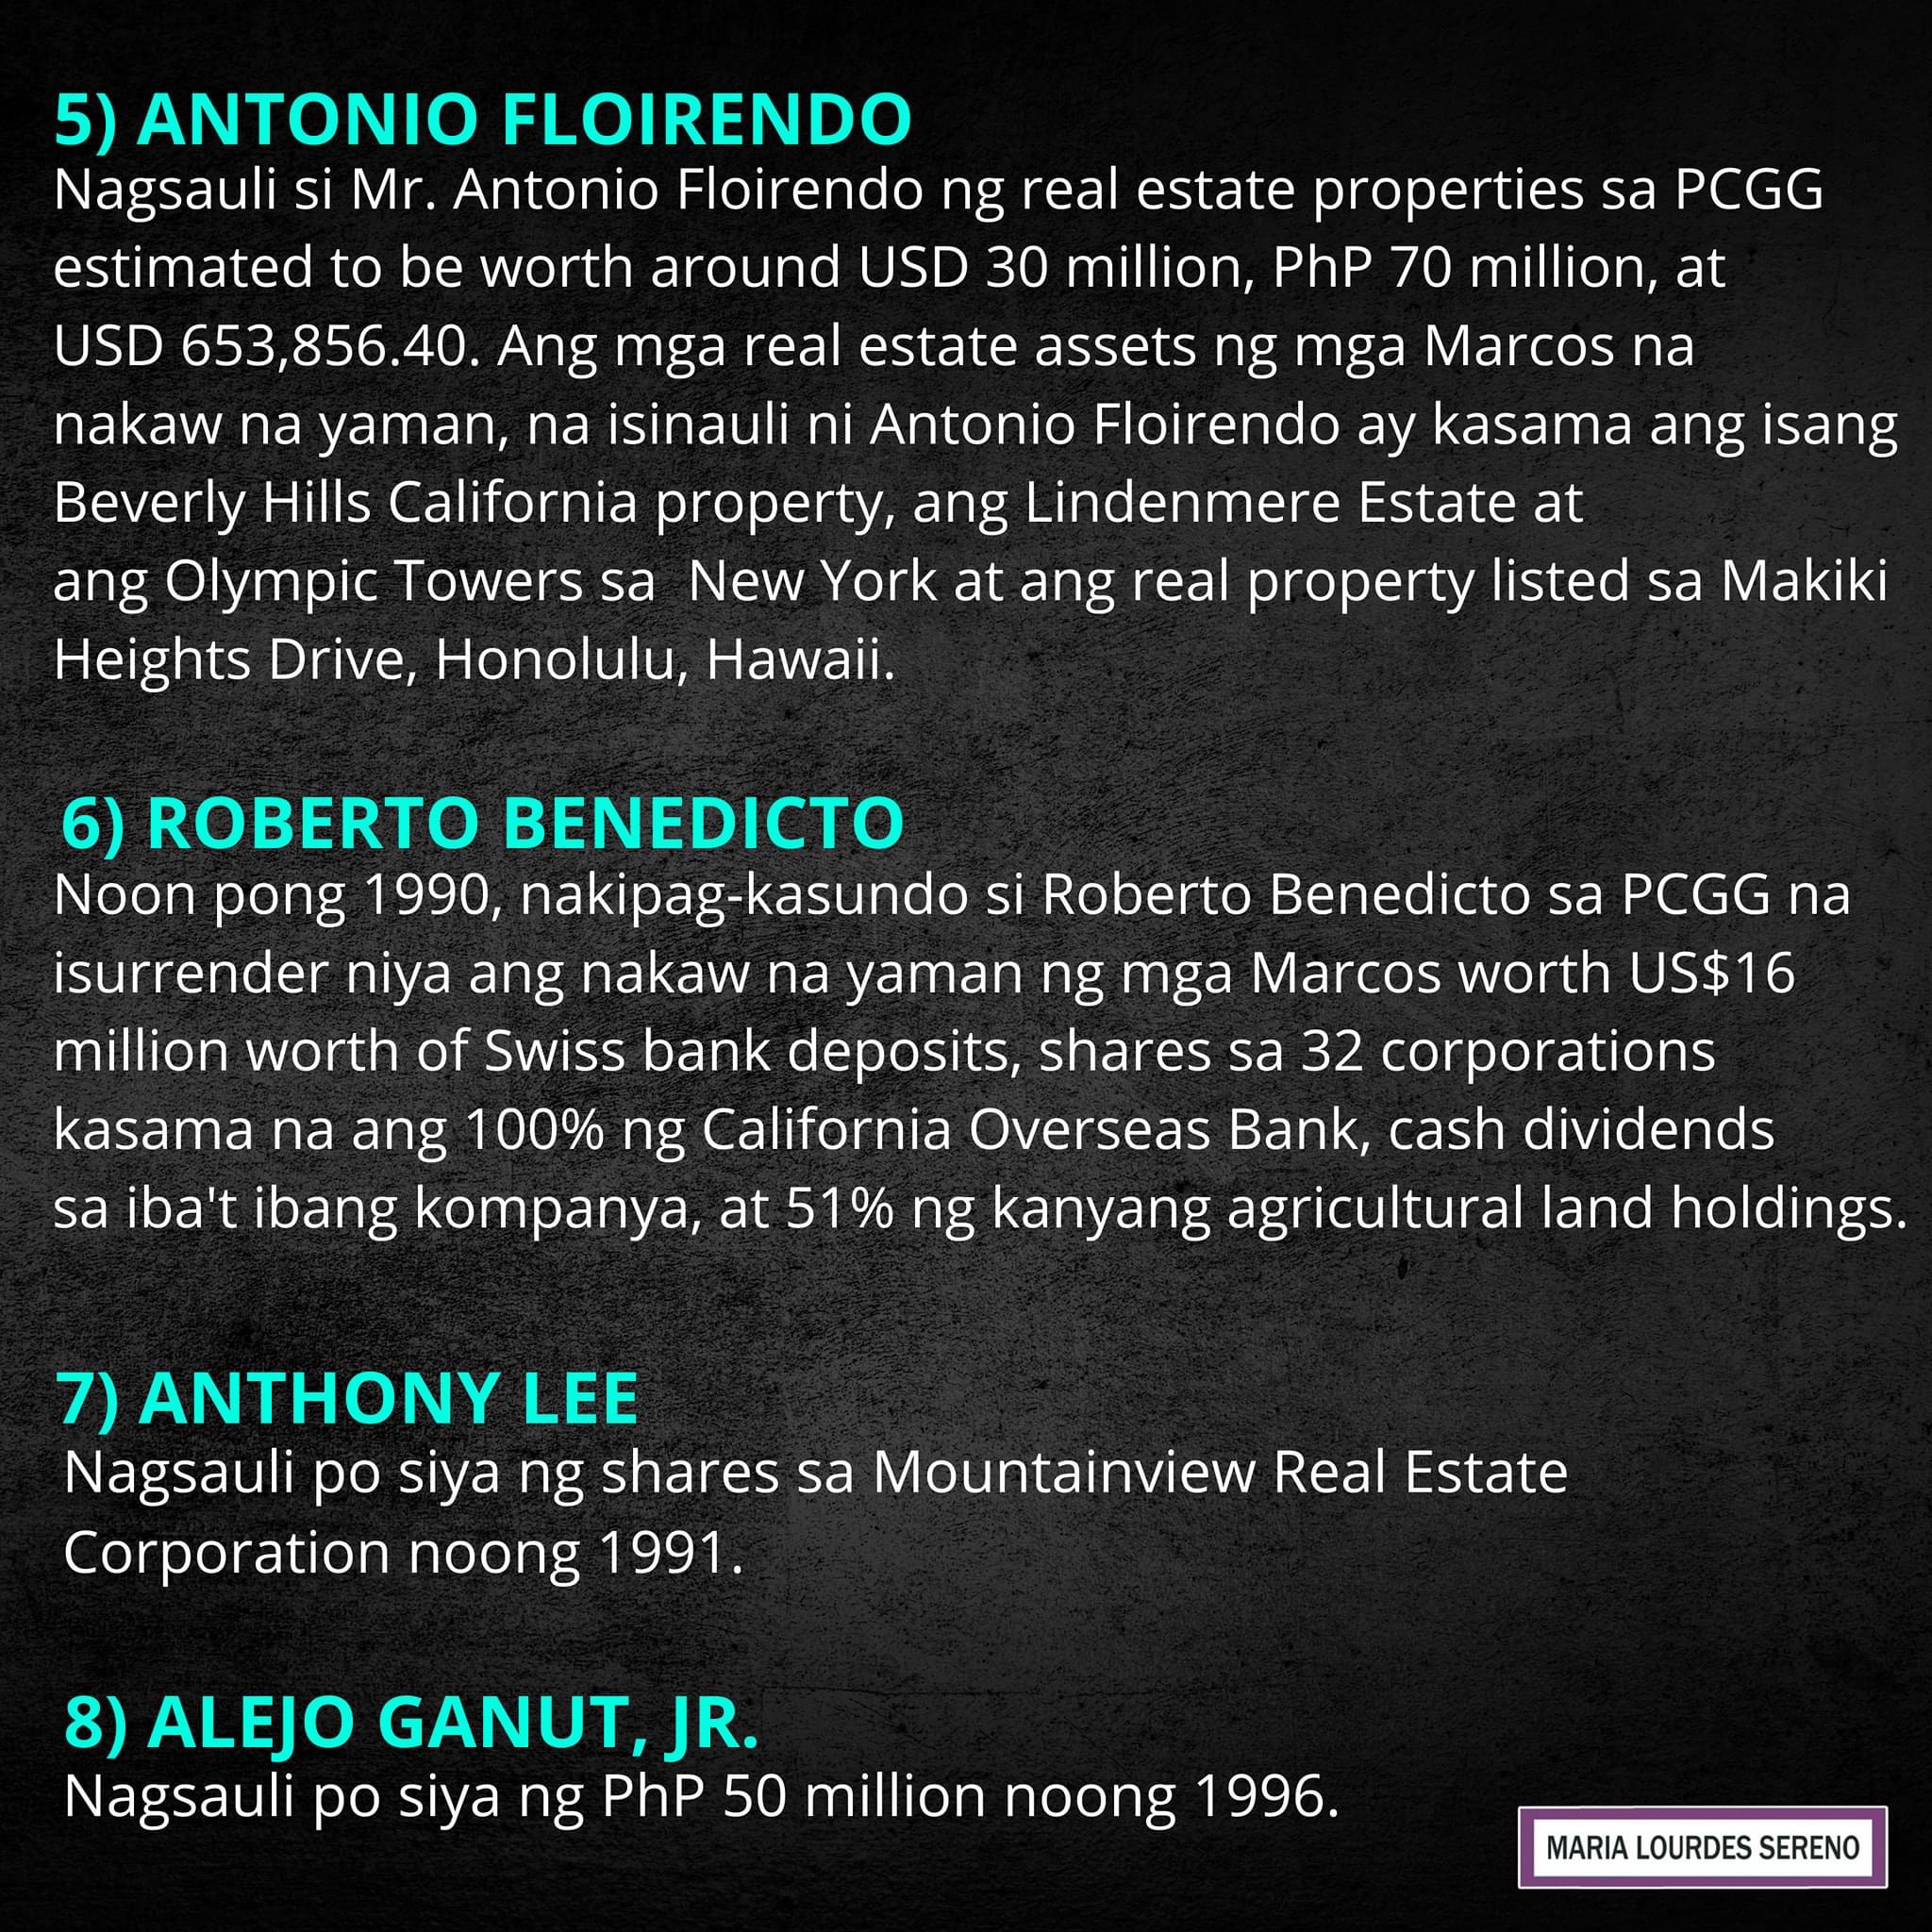 5) ANTONIO FLOIRENDO
Nagsauli si Mr. Antonio Floirendo ng real estate properties sa PCGG
estimated to be worth around USD 30 million, PhP 70 million, at
USD 653,856.40. Ang mga real estate assets ng mga Marcos na
nakaw na yaman, na isinauli ni Antonio Floirendo ay kasama ang isang
Beverly Hills California property, ang Lindenmere Estate at
ang Olympic Towers sa  New York at ang real property listed sa Makiki
Heights Drive, Honolulu, Hawaii.
6) ROBERTO BENEDICTO
Noon pong 1990, nakipag-kasundo si Roberto Benedicto sa PCGG na
isurrender niya ang nakaw na yaman ng mga Marcos worth US$16
million worth of Swiss bank deposits, shares sa 32 corporations
kasama na ang 100% ng California Overseas Bank, cash dividends
sa iba't ibang kompanya, at 51% ng kanyang agricultural land holdings.
7) ANTHONY LEE
Nagsauli po siya ng shares sa Mountainview Real Estate
Corporation noong 1991.
8) ALEJO GANUT, JR.
Nagsauli po siya ng PhP 50 million noong 1996.
MARIA LOURDES SERENO